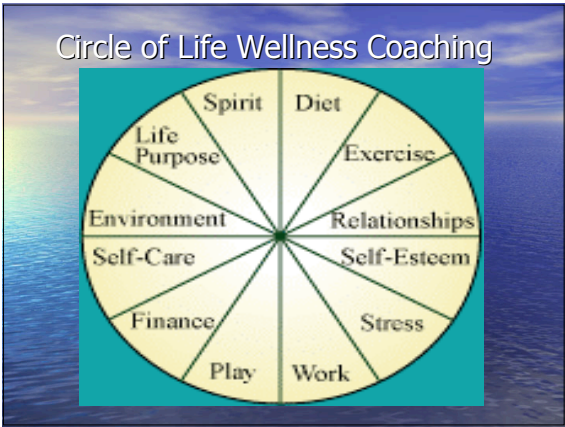 Circle of Life Wellness Coaching
Spirit
Diet
Life
Purpose
Exercise
Environment
Relationships
Self-Care
Self-Esteem
Finance
Stress
Play
Work